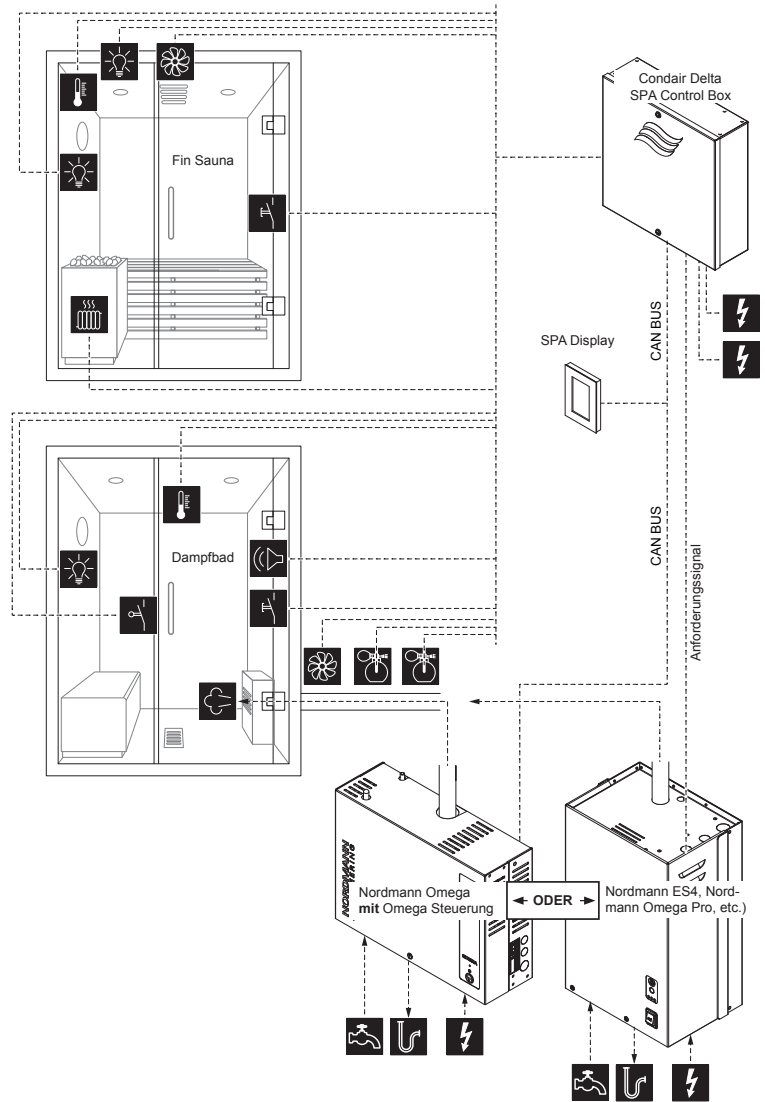 Condair Delta
SPA Control Box
Fin Sauna
SPA Display
CAN BUS
CAN BUS
Anforderungssignal
Dampfbad
NORDMANN
Nordmann Omega
mit Omega Steuerung
ODER
Nordmann ES4, Nord-
mann Omega Pro, etc.)